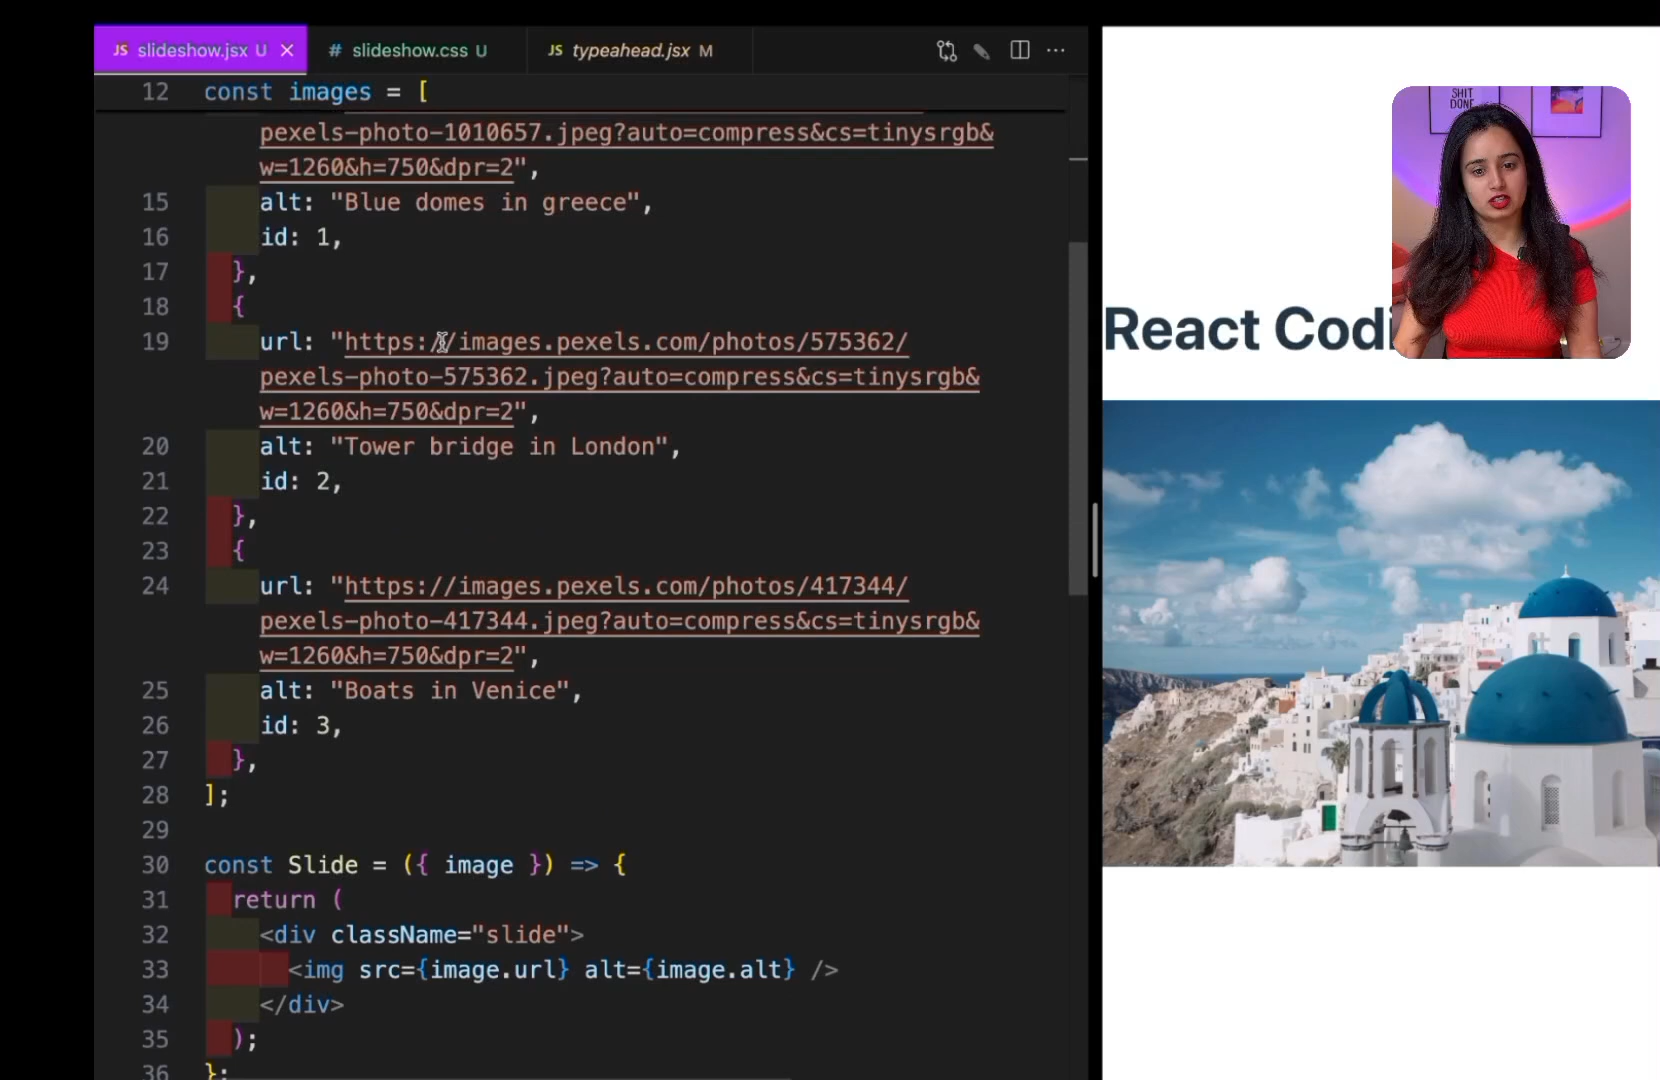 JS slideshow.jsx U
# slideshow.css U
JS typeahead.jsx M
12 const images = [
pexels-photo-1010657.jpeg?auto=compress&cs=tinysrgb&
w=1260&h=750&dpr=2",
15 alt: "Blue domes in greece",
16 id: 1,
17 },
18 {
19 url: "https://images.pexels.com/photos/575362/
pexels-photo-575362.jpeg?auto=compress&cs=tinysrgb&
w=1260&h=750&dpr=2",
20 alt: "Tower bridge in London",
21 id: 2,
22 },
23 {
24 url: "https://images.pexels.com/photos/417344/
pexels-photo-417344.jpeg?auto=compress&cs=tinysrgb&
w=1260&h=750&dpr=2",
25 alt: "Boats in Venice",
26 id: 3,
27 },
28 ];
29
30 const Slide = ({ image }) => {
31 return (
32 <div className="slide">
33 <img src={image.url} alt={image.alt} />
34 </div>
35 );
36 };
SHIT
DONE
React Codi